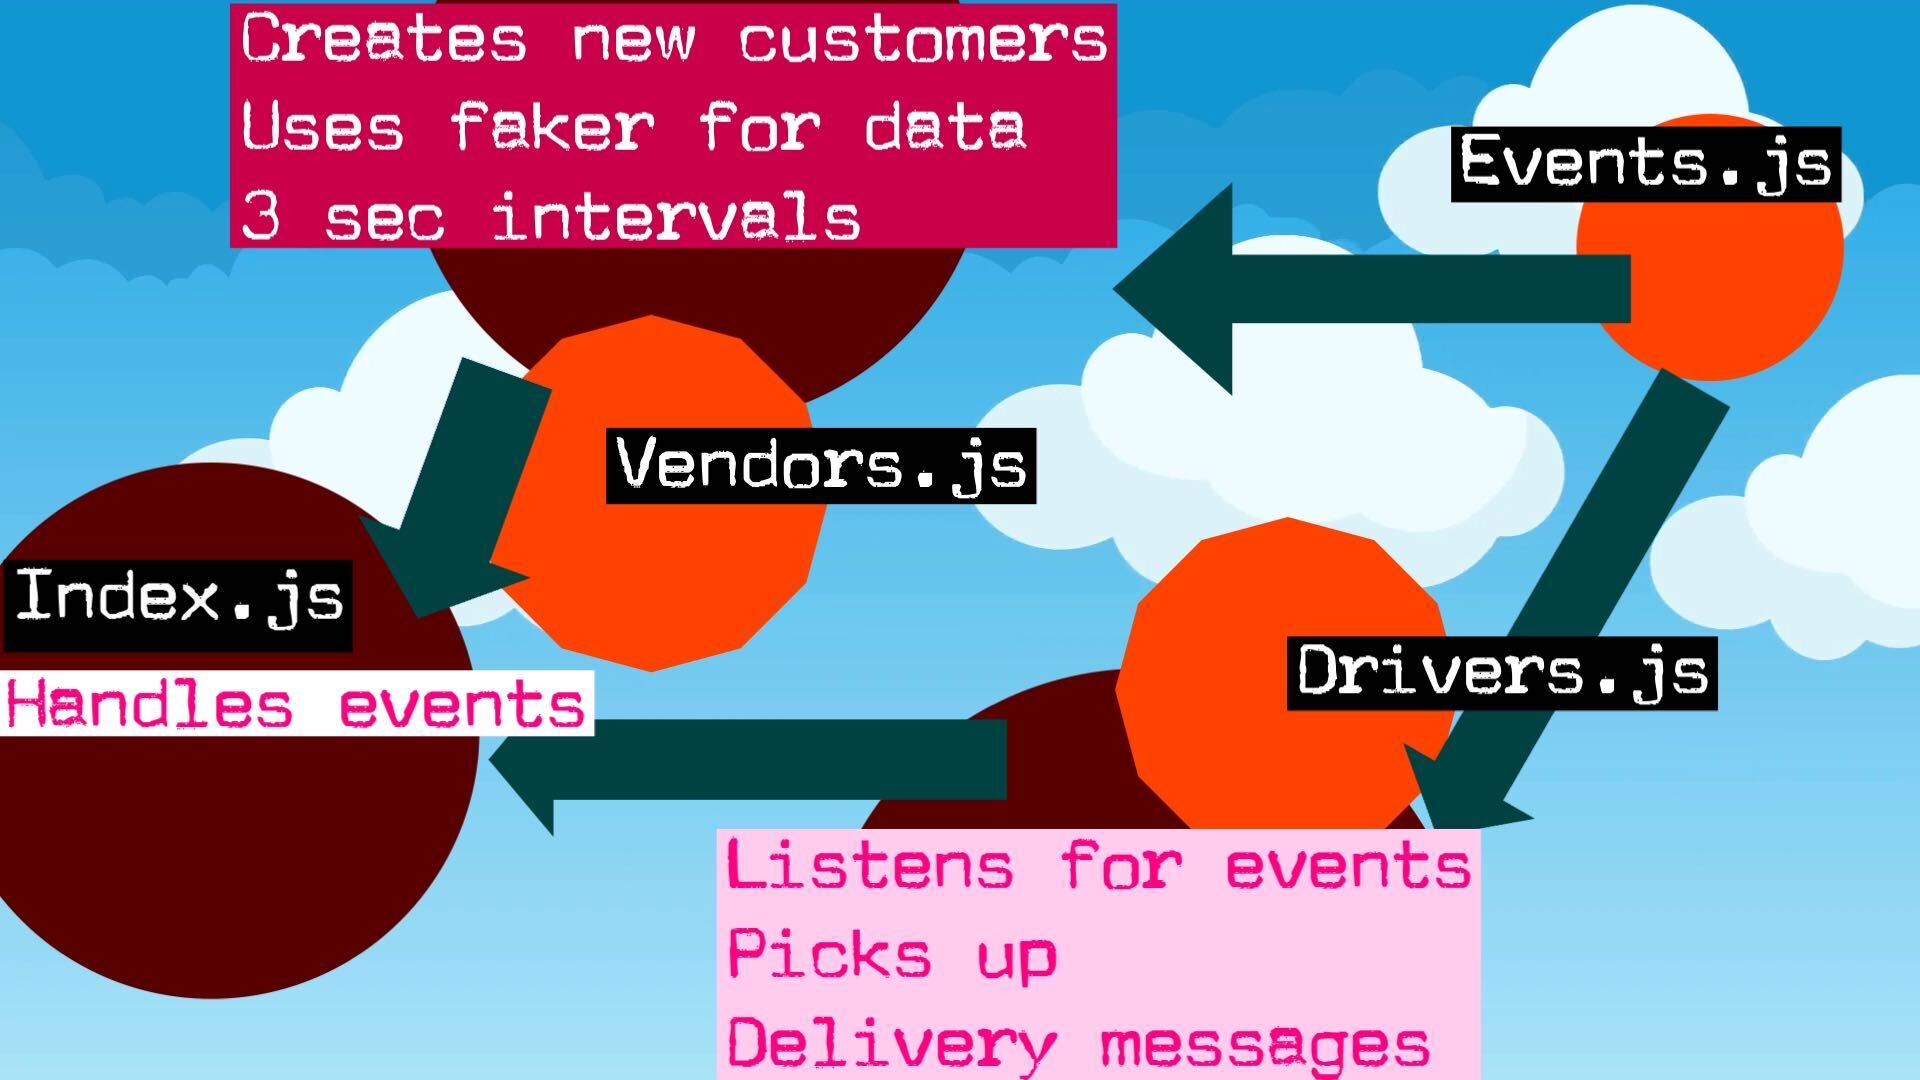 Creates new customers
Uses faker for data
3 sec intervals
Events.js
Vendors.js
Index.js
Handles events
Drivers.js
Listens for events
Picks up
Delivery messages